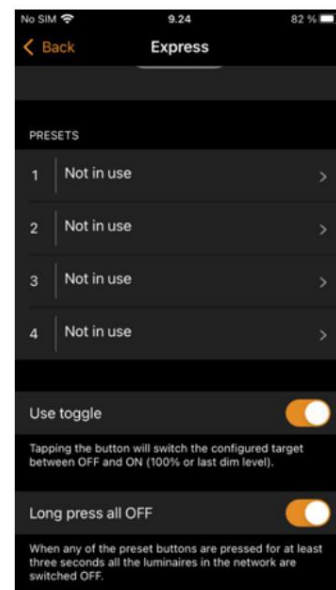 No SIM 9.24 82 %
Back Express
PRESETS
1 Not in use
2 Not in use
3 Not in use
4 Not in use
Use toggle
Tapping the button will switch the configured target
between OFF and ON (100% or last dim level).
Long press all OFF
When any of the preset buttons are pressed for at least
three seconds all the luminaires in the network are
switched OFF.